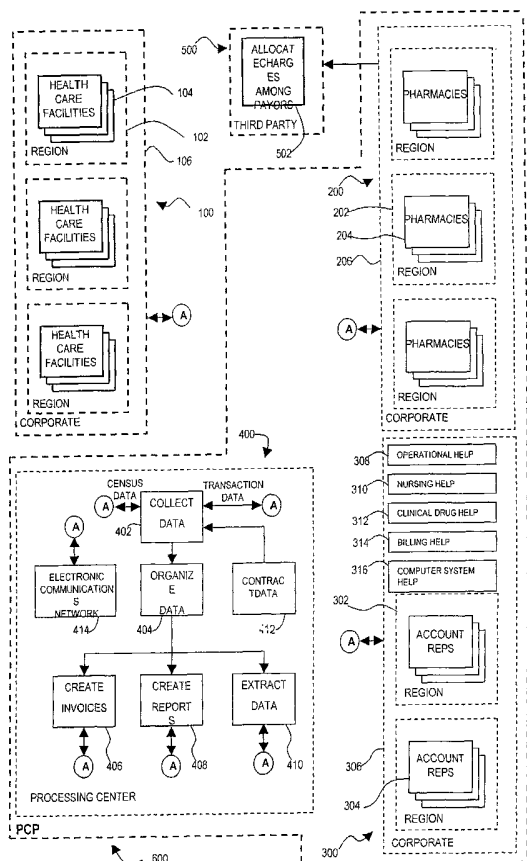 HEALTH
CARE
FACILITIES
104
102
REGION
106
HEALTH
CARE
FACILITIES
REGION
100
HEALTH
CARE
FACILITIES
REGION
CORPORATE
A
500
ALLOCAT
ECHARG
ES
AMONG
PAYORS
THIRD PARTY
502
PHARMACIES
REGION
200
202
204
206
PHARMACIES
REGION
A
PHARMACIES
REGION
CORPORATE
308
OPERATIONAL HELP
310
NURSING HELP
312
CLINICAL DRUG HELP
314
BILLING HELP
316
COMPUTER SYSTEM
HELP
302
A
ACCOUNT
REPS
REGION
306
304
ACCOUNT
REPS
REGION
300
CORPORATE
400
CENSUS
DATA
A
COLLECT
DATA
402
TRANSACTION
DATA
A
A
ELECTRONIC
COMMUNICATION
S
NETWORK
414
ORGANIZ
E
DATA
404
CONTRAC
TDATA
412
CREATE
INVOICES
406
CREATE
REPORT
S
408
EXTRACT
DATA
410
A
A
A
PROCESSING CENTER
PCP
600